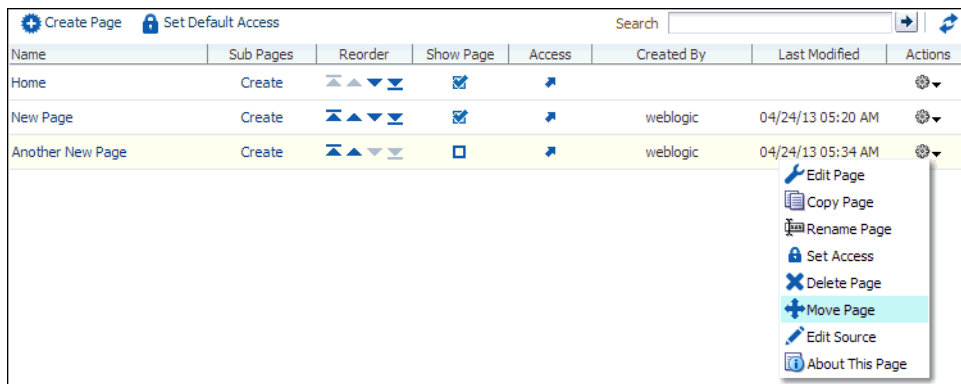 Create Page Set Default Access Search
Name Sub Pages Reorder Show Page Access Created By Last Modified Actions
Home Create
New Page Create weblogic 04/24/13 05:20 AM
Another New Page Create weblogic 04/24/13 05:34 AM
Edit Page
Copy Page
Rename Page
Set Access
Delete Page
Move Page
Edit Source
About This Page